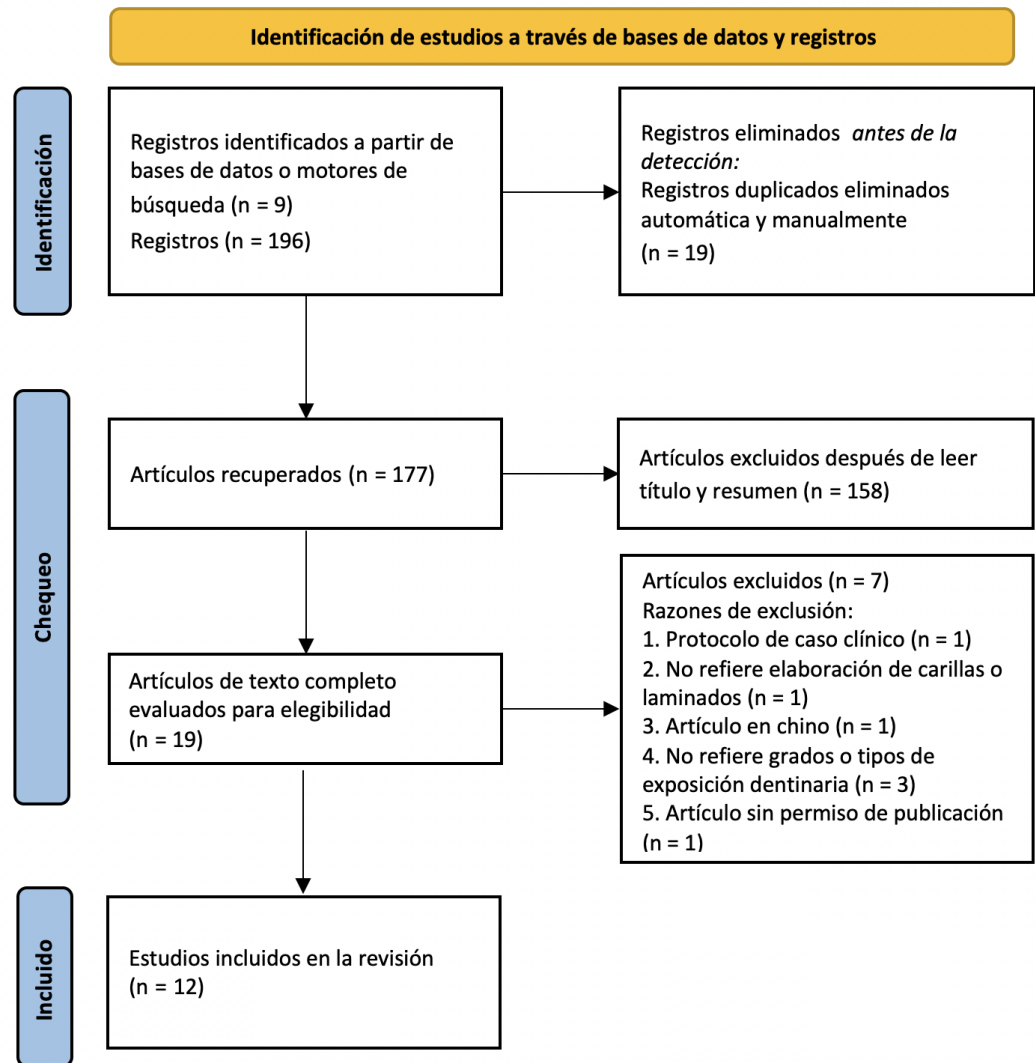 Identificación de estudios a través de bases de datos y registros
Identificación
Registros identificados a partir de
bases de datos o motores de
búsqueda (n = 9)
Registros (n = 196)
Registros eliminados antes de la
detección:
Registros duplicados eliminados
automática y manualmente
(n = 19)
Chequeo
Artículos recuperados (n = 177)
Artículos excluidos después de leer
título y resumen (n = 158)
Artículos de texto completo
evaluados para elegibilidad
(n = 19)
Artículos excluidos (n = 7)
Razones de exclusión:
1. Protocolo de caso clínico (n = 1)
2. No refiere elaboración de carillas o
laminados (n = 1)
3. Artículo en chino (n = 1)
4. No refiere grados o tipos de
exposición dentinaria (n = 3)
5. Artículo sin permiso de publicación
(n = 1)
Incluido
Estudios incluidos en la revisión
(n = 12)